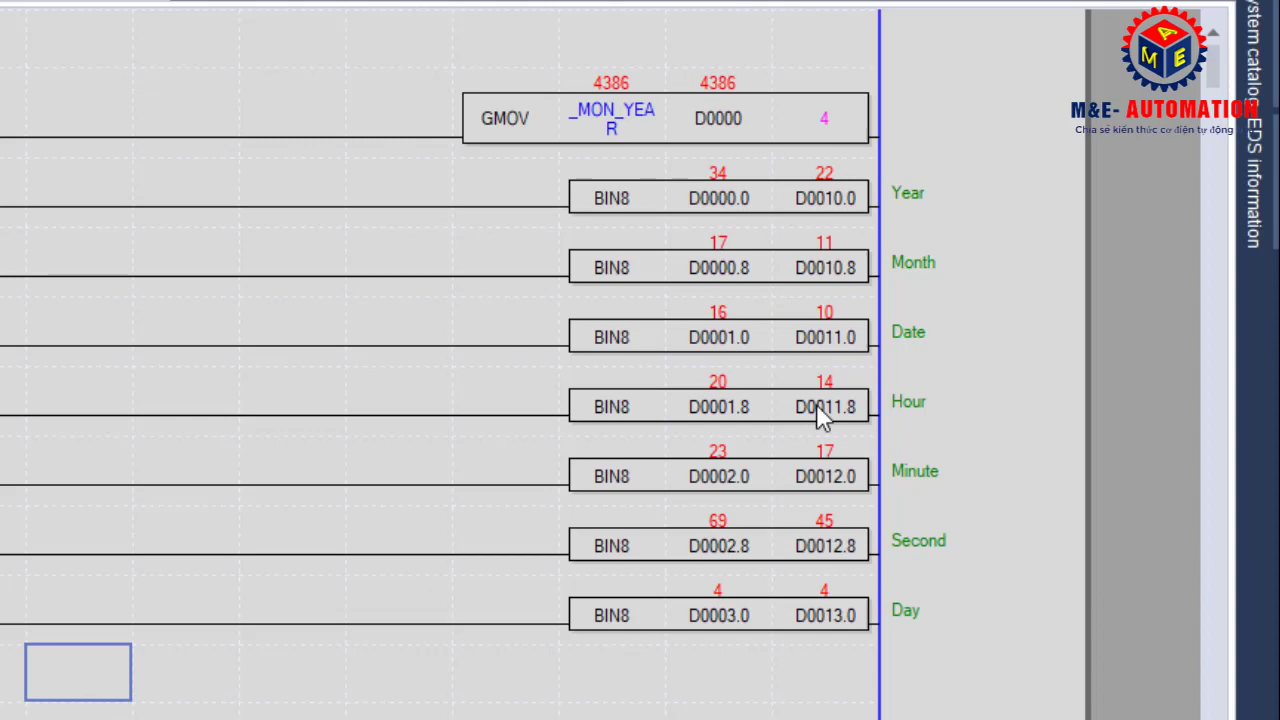 4386 4386
GMOV _MON_YEA
R D0000 4
34 22
BIN8 D0000.0 D0010.0 Year
17 11
BIN8 D0000.8 D0010.8 Month
16 10
BIN8 D0001.0 D0011.0 Date
20 14
BIN8 D0001.8 D0011.8 Hour
23 17
BIN8 D0002.0 D0012.0 Minute
69 45
BIN8 D0002.8 D0012.8 Second
4 4
BIN8 D0003.0 D0013.0 Day
A
M E
M&E- AUTOMATION
Chia sẻ kiến thức cơ điện tự động
ystem catalog
EDS information